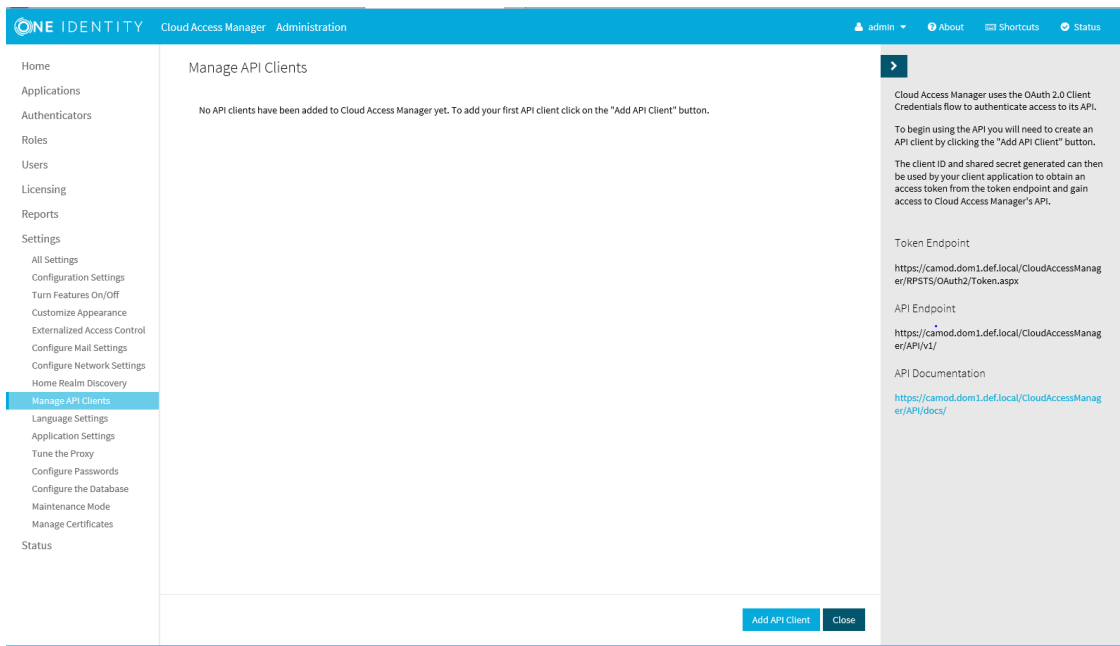 ONE IDENTITY Cloud Access Manager Administration admin About Shortcuts Status
Home
Applications
Authenticators
Roles
Users
Licensing
Reports
Settings
All Settings
Configuration Settings
Turn Features On/Off
Customize Appearance
Externalized Access Control
Configure Mail Settings
Configure Network Settings
Home Realm Discovery
Manage API Clients
Language Settings
Application Settings
Tune the Proxy
Configure Passwords
Configure the Database
Maintenance Mode
Manage Certificates
Status
Manage API Clients
No API clients have been added to Cloud Access Manager yet. To add your first API client click on the "Add API Client" button.
Add API Client Close
Cloud Access Manager uses the OAuth 2.0 Client
Credentials flow to authenticate access to its API.
To begin using the API you will need to create an
API client by clicking the "Add API Client" button.
The client ID and shared secret generated can then
be used by your client application to obtain an
access token from the token endpoint and gain
access to Cloud Access Manager's API.
Token Endpoint
https://camod.dom1.def.local/CloudAccessManag
er/RPSTS/OAuth2/Token.aspx
API Endpoint
https://camod.dom1.def.local/CloudAccessManag
er/API/v1/
API Documentation
https://camod.dom1.def.local/CloudAccessManag
er/API/docs/